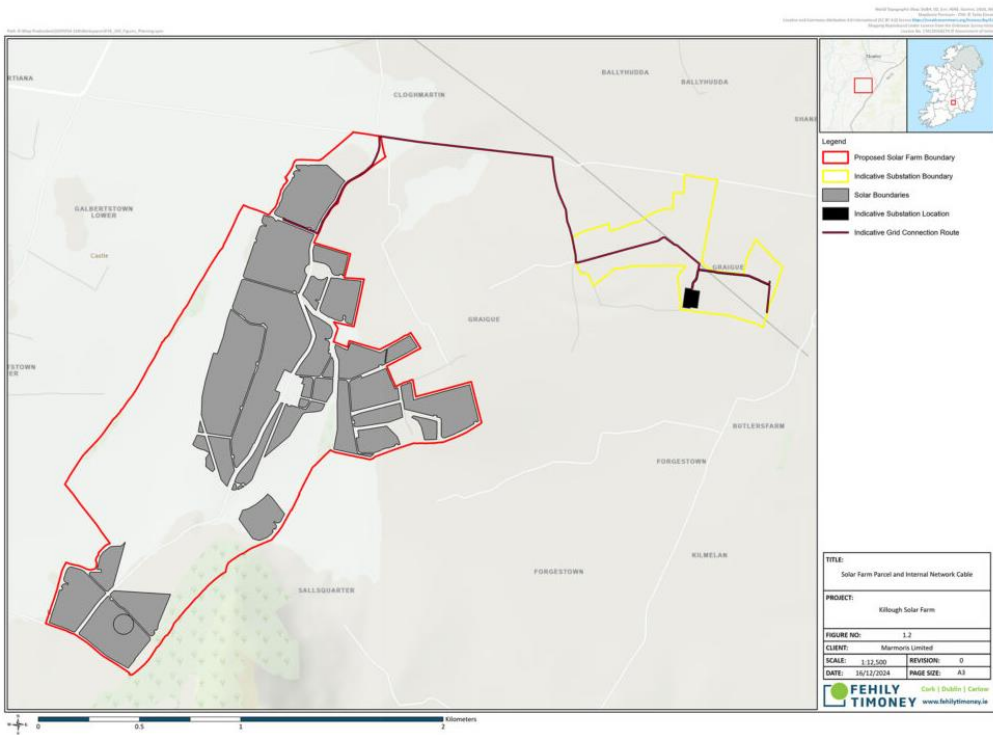 CLOGHMARTIN
BALLYHUDDA
BALLYHUDDA
GALBERTSTOWN
LOWER
Castle
GRAIGUE
GRAIGUE
BUTLERSFARM
FORGESTOWN
FORGESTOWN
KILMELAN
SALLSQUARTER
Legend
Proposed Solar Farm Boundary
Indicative Substation Boundary
Solar Boundaries
Indicative Substation Location
Indicative Grid Connection Route
TITLE:
Solar Farm Parcel and Internal Network Cable
PROJECT:
Killough Solar Farm
FIGURE NO: 1.2
CLIENT: Marmoris Limited
SCALE: 1:12,500 REVISION: 0
DATE: 16/12/2024 PAGE SIZE: A3
FEHILY TIMONEY
Cork | Dublin | Carlow
www.fehilytimoney.ie
Kilometers
0 0.5 1 2